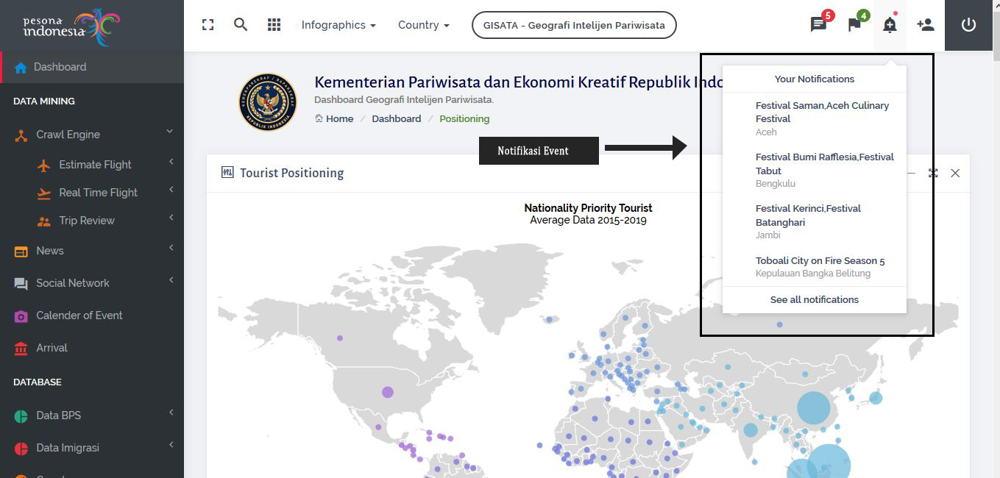 pesona
indonesia
Infographics
Country
GISATA - Geografi Intelijen Pariwisata
5
4
Dashboard
DATA MINING
Crawl Engine
Estimate Flight
Real Time Flight
Trip Review
News
Social Network
Calender of Event
Arrival
DATABASE
Data BPS
Data Imigrasi
KEMENPAREKRAF / BAPAREKRAF
REPUBLIK INDONESIA
Kementerian Pariwisata dan Ekonomi Kreatif Republik Indo
Dashboard Geografi Intelijen Pariwisata.
Home / Dashboard / Positioning
Notifikasi Event
Your Notifications
Festival Saman,Aceh Culinary
Festival
Aceh
Festival Bumi Rafflesia,Festival
Tabut
Bengkulu
Festival Kerinci,Festival
Batanghari
Jambi
Toboali City on Fire Season 5
Kepulauan Bangka Belitung
See all notifications
Tourist Positioning
Nationality Priority Tourist
Average Data 2015-2019